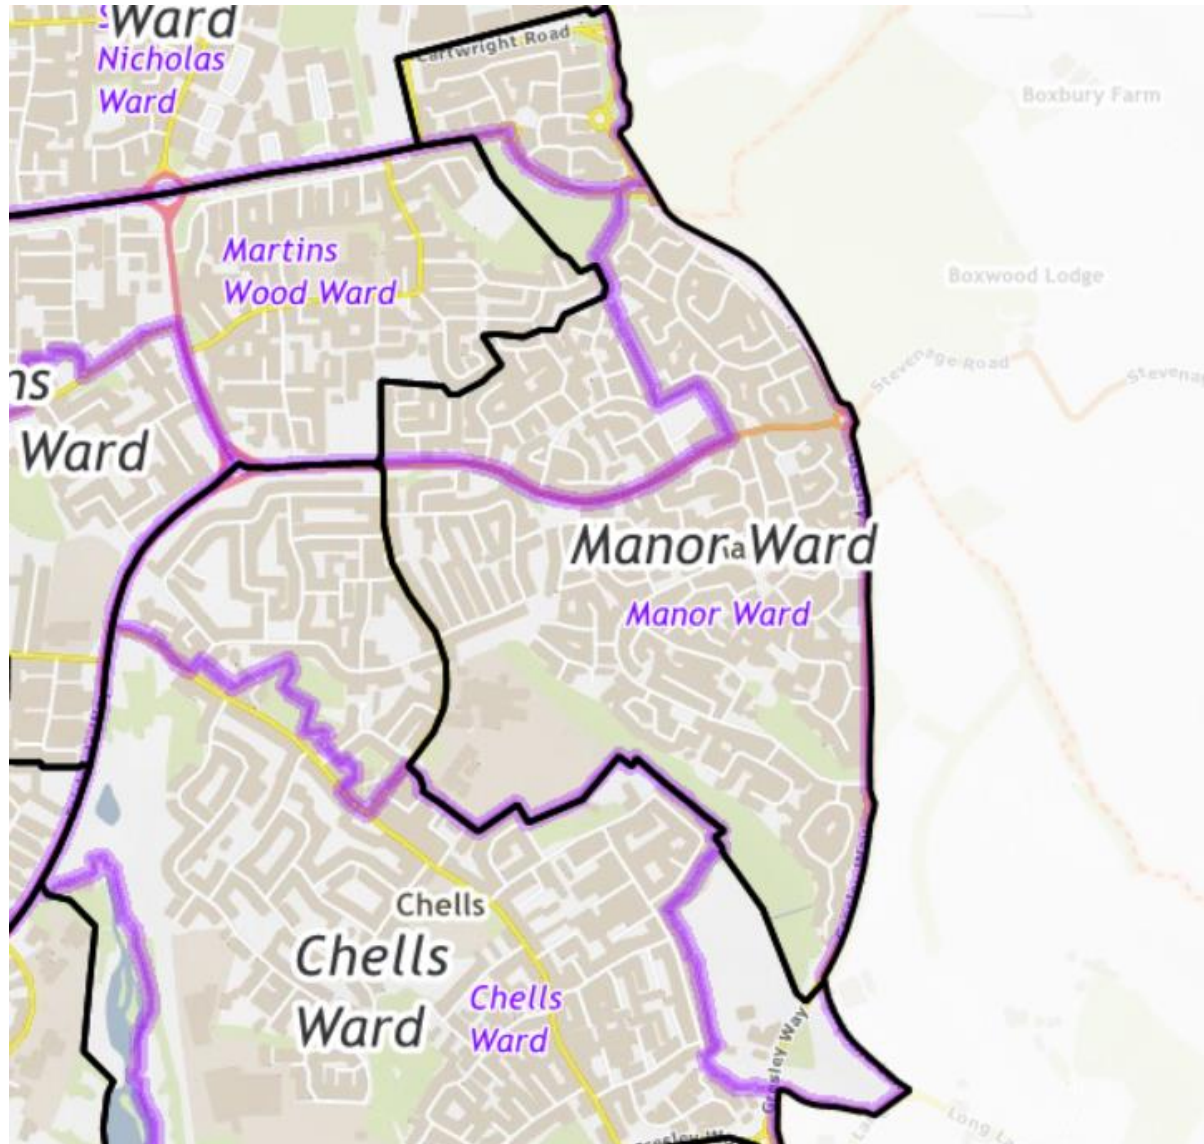 Ward
Nicholas
Ward
Cartwright Road
Boxbury Farm
Martins
Wood Ward
Boxwood Lodge
Stevenage Road
ns
Ward
Manor Ward
Manor Ward
Chells
Chells
Ward
Chells
Ward
Gresley Way